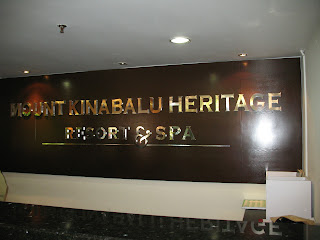 MOUNT KINABALU HERITAGE
RESORT & SPA